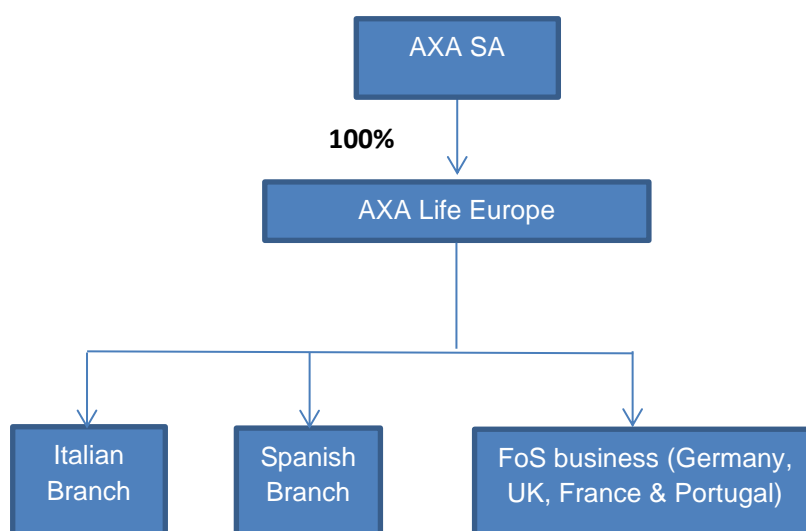 AXA SA
100%
AXA Life Europe
Italian
Branch
Spanish
Branch
FoS business (Germany,
UK, France & Portugal)